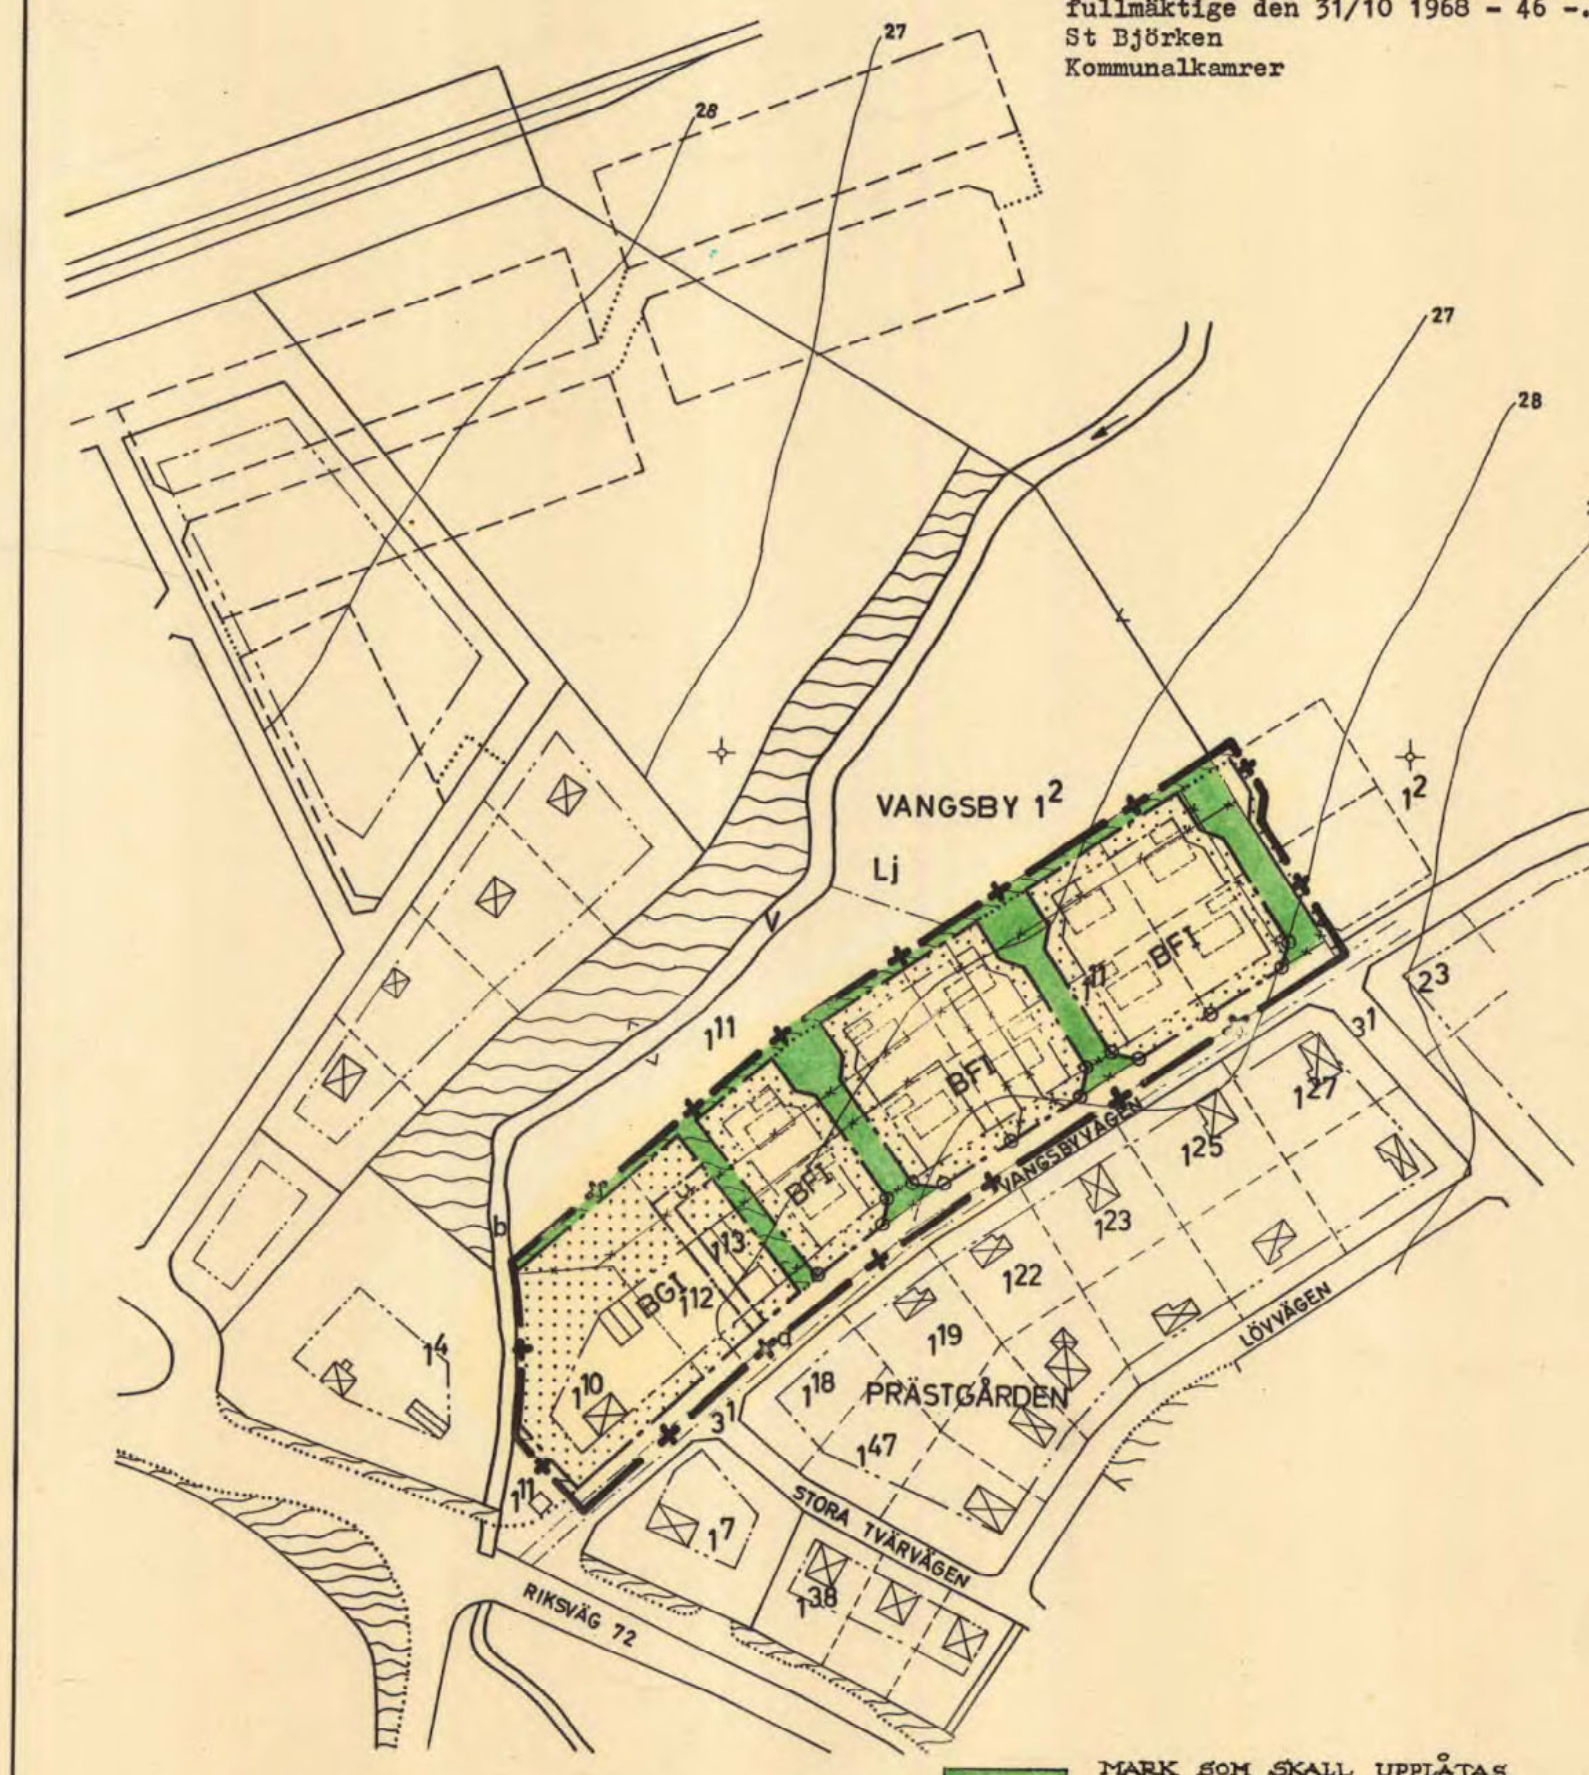 fullmäktige den 31/10 1968 - 46 -.
St Björken
Kommunalkamrer
27
28
27
28
VANGSBY 1²
1²
Lj
BFI
1¹¹
23
1¹¹
3¹
BFI
1²⁷
VANGSBYVÄGEN
1²⁵
BFI
1²³
b
u
1¹³
BGI
1¹²
1²²
LÖVVÄGEN
g
1¹⁹
1⁴
1¹⁰
1¹⁸
PRÄSTGÅRDEN
3¹
1⁴⁷
1¹¹
STORA TVÄRVÄGEN
1⁷
1³⁸
RIKSVÄG 72
MARK SOM SKALL UPPLÅTAS